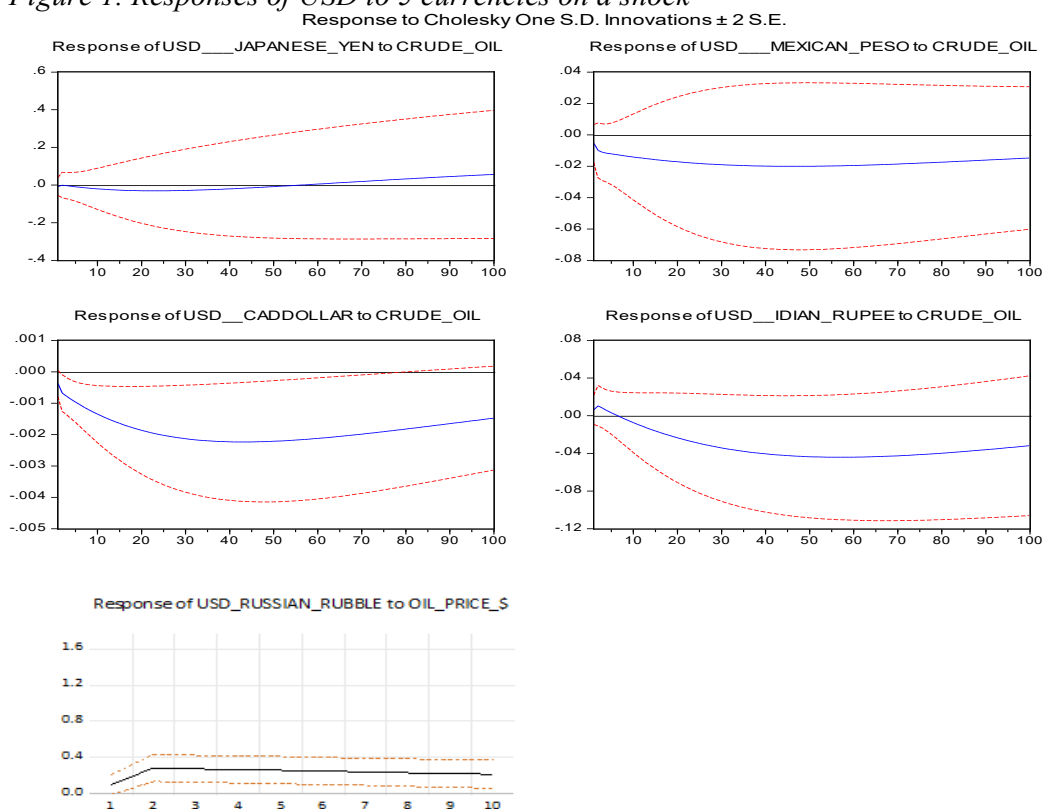 Figure 1. Responses of USD to 5 currencies on a shock
Response to Cholesky One S.D. Innovations ± 2 S.E.
Response of USD___JAPANESE_YEN to CRUDE_OIL
.6
.4
.2
.0
-.2
-.4
10 20 30 40 50 60 70 80 90 100
Response of USD___MEXICAN_PESO to CRUDE_OIL
.04
.02
.00
-.02
-.04
-.06
-.08
10 20 30 40 50 60 70 80 90 100
Response of USD__CADDOLLAR to CRUDE_OIL
.001
.000
-.001
-.002
-.003
-.004
-.005
10 20 30 40 50 60 70 80 90 100
Response of USD__IDIAN_RUPEE to CRUDE_OIL
.08
.04
.00
-.04
-.08
-.12
10 20 30 40 50 60 70 80 90 100
Response of USD_RUSSIAN_RUBBLE to OIL_PRICE_$
1.6
1.2
0.8
0.4
0.0
1 2 3 4 5 6 7 8 9 10